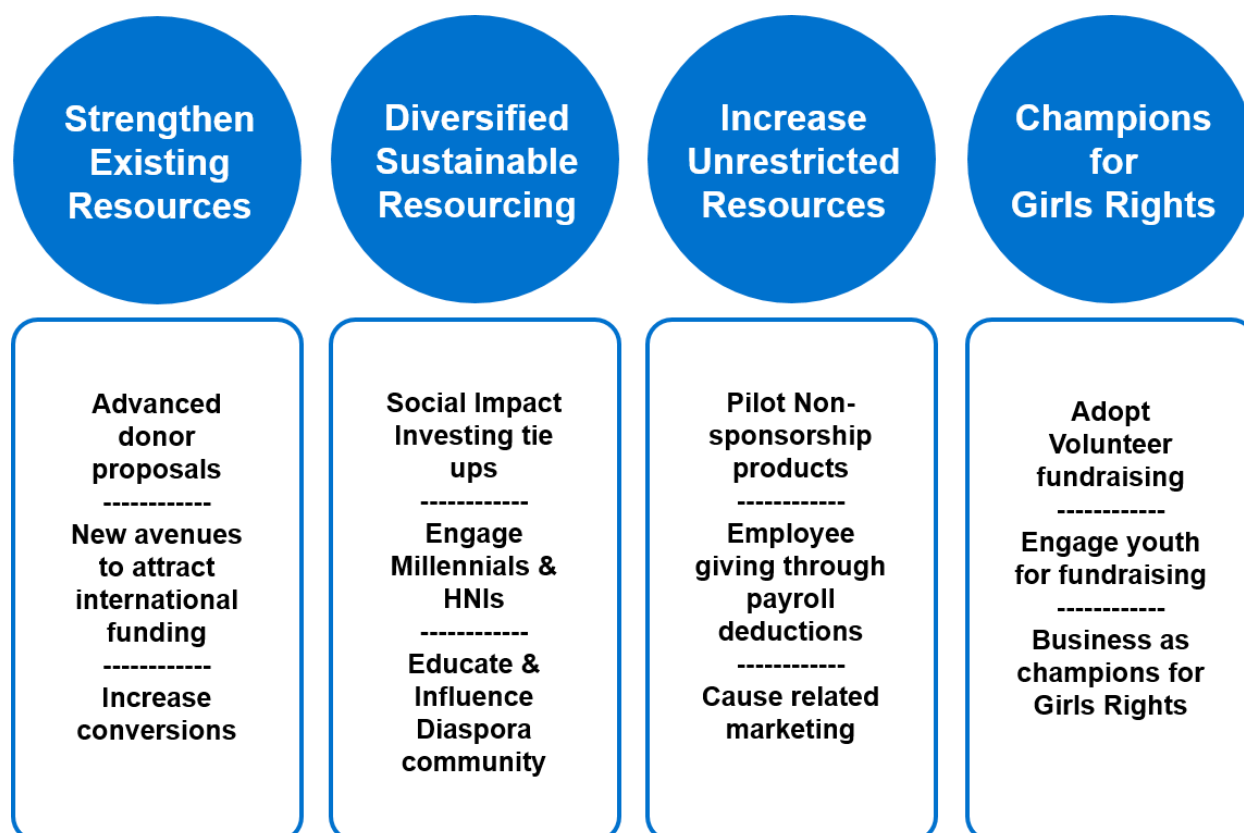 Strengthen
Existing
Resources
Diversified
Sustainable
Resourcing
Increase
Unrestricted
Resources
Champions
for
Girls Rights
Advanced
donor
proposals
------------
New avenues
to attract
international
funding
------------
Increase
conversions
Social Impact
Investing tie
ups
------------
Engage
Millennials &
HNIs
------------
Educate &
Influence
Diaspora
community
Pilot Non-
sponsorship
products
------------
Employee
giving through
payroll
deductions
------------
Cause related
marketing
Adopt
Volunteer
fundraising
------------
Engage youth
for fundraising
------------
Business as
champions for
Girls Rights